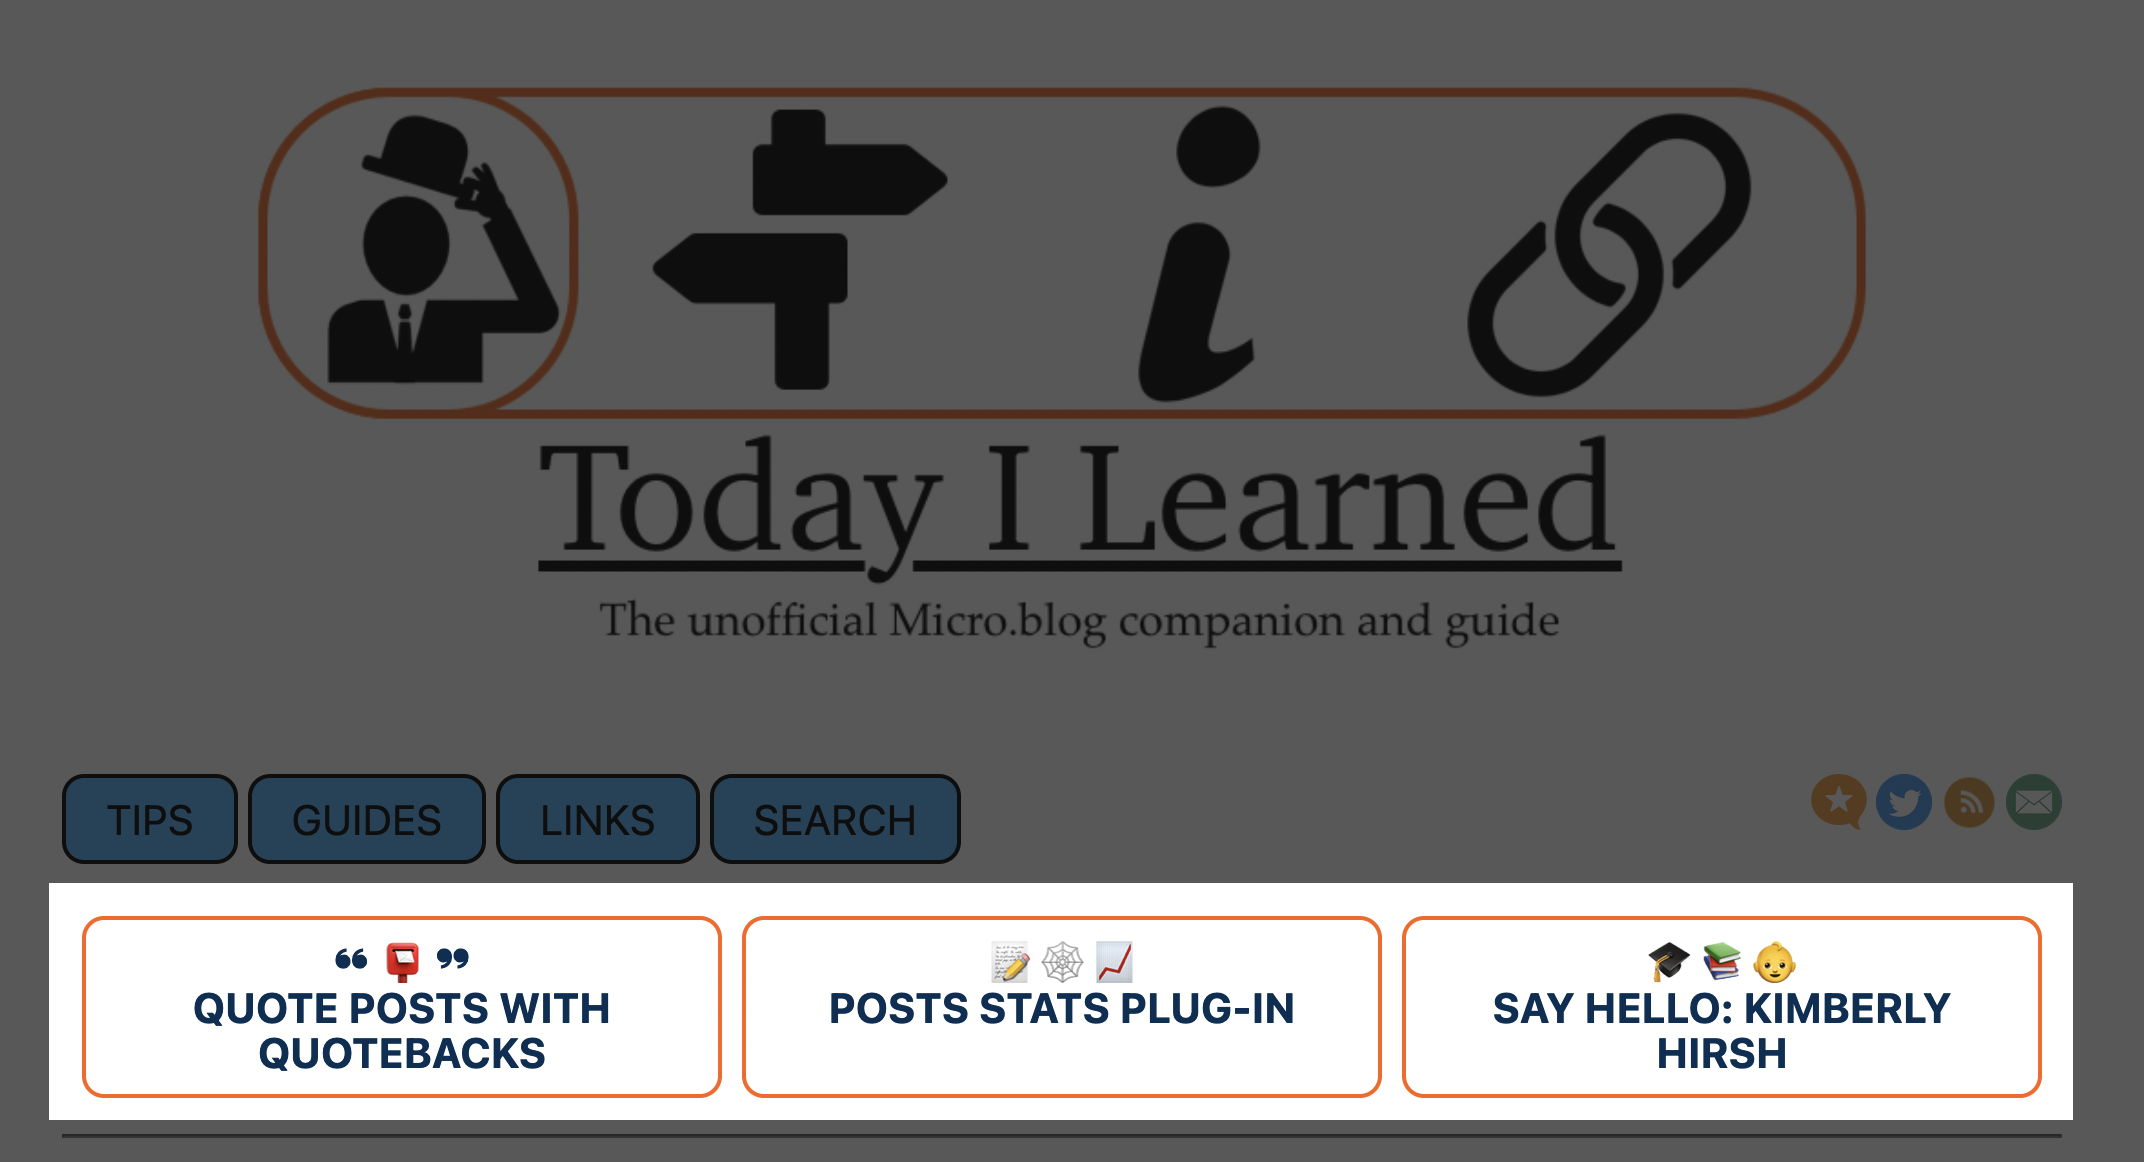 Today I Learned
The unofficial Micro.blog companion and guide
TIPS
GUIDES
LINKS
SEARCH
❝ 📮 ❞
QUOTE POSTS WITH
QUOTEBACKS
📝 🕸 📈
POSTS STATS PLUG-IN
🎓 📚 👶
SAY HELLO: KIMBERLY
HIRSH